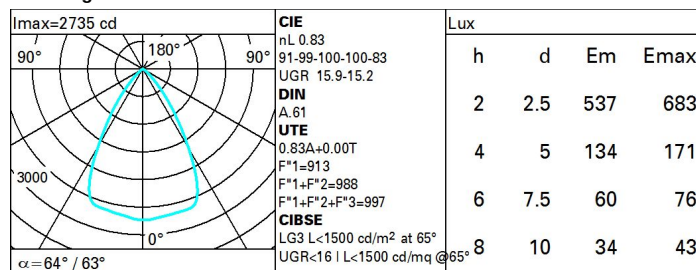 Imax=2735 cd
90°
180°
90°
3000
0°
α=64° / 63°
CIE
nL 0.83
91-99-100-100-83
UGR 15.9-15.2
DIN
A.61
UTE
0.83A+0.00T
F"1=913
F"1+F"2=988
F"1+F"2+F"3=997
CIBSE
LG3 L<1500 cd/m² at 65°
UGR<16 | L<1500 cd/mq @65°
Lux
h d Em Emax
2 2.5 537 683
4 5 134 171
6 7.5 60 76
8 10 34 43